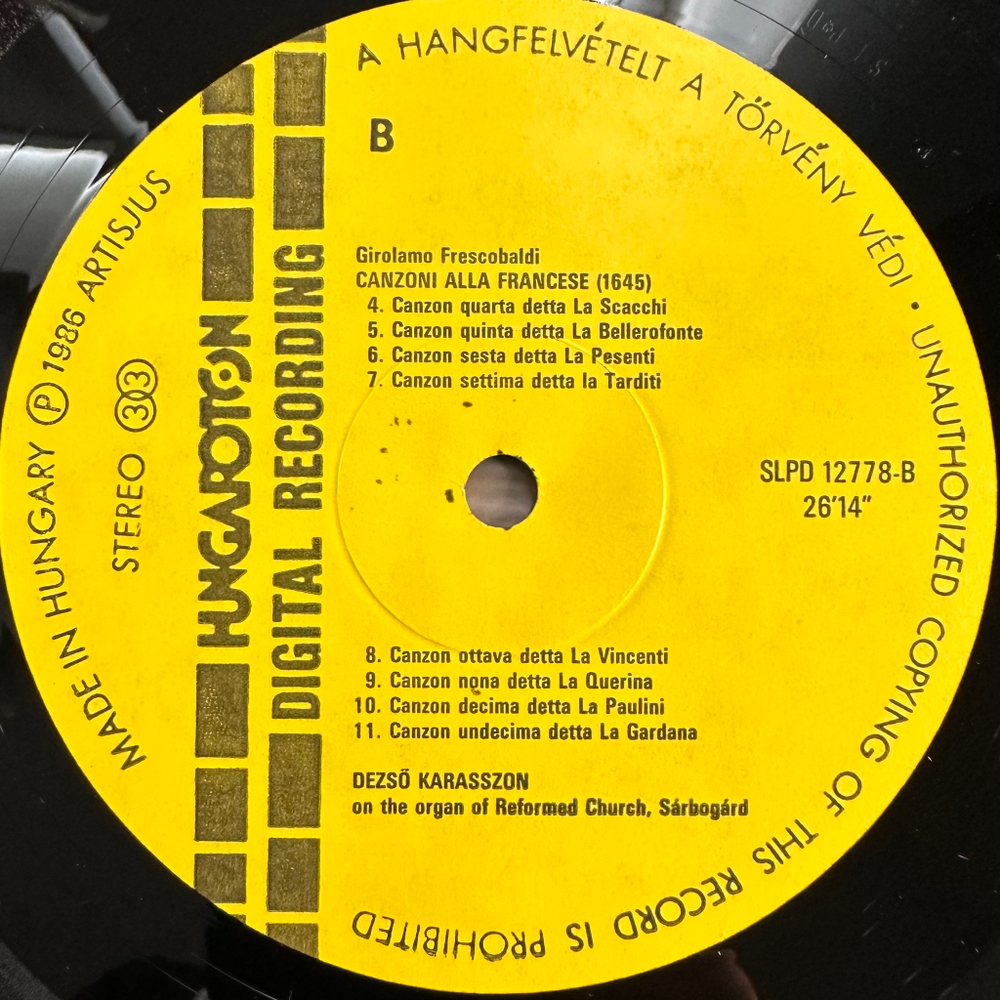 A HANGFELVÉTELT A TÖRVÉNY VÉDI • UNAUTHORIZED COPYING OF THIS RECORD IS PROHIBITED
MADE IN HUNGARY Ⓟ 1986 ARTISJUS
STEREO 33
HUNGAROTON
DIGITAL RECORDING
B
Girolamo Frescobaldi
CANZONI ALLA FRANCESE (1645)
4. Canzon quarta detta La Scacchi
5. Canzon quinta detta La Bellerofonte
6. Canzon sesta detta La Pesenti
7. Canzon settima detta la Tarditi
SLPD 12778-B
26'14"
8. Canzon ottava detta La Vincenti
9. Canzon nona detta La Querina
10. Canzon decima detta La Paulini
11. Canzon undecima detta La Gardana
DEZSŐ KARASSZON
on the organ of Reformed Church, Sárbogárd